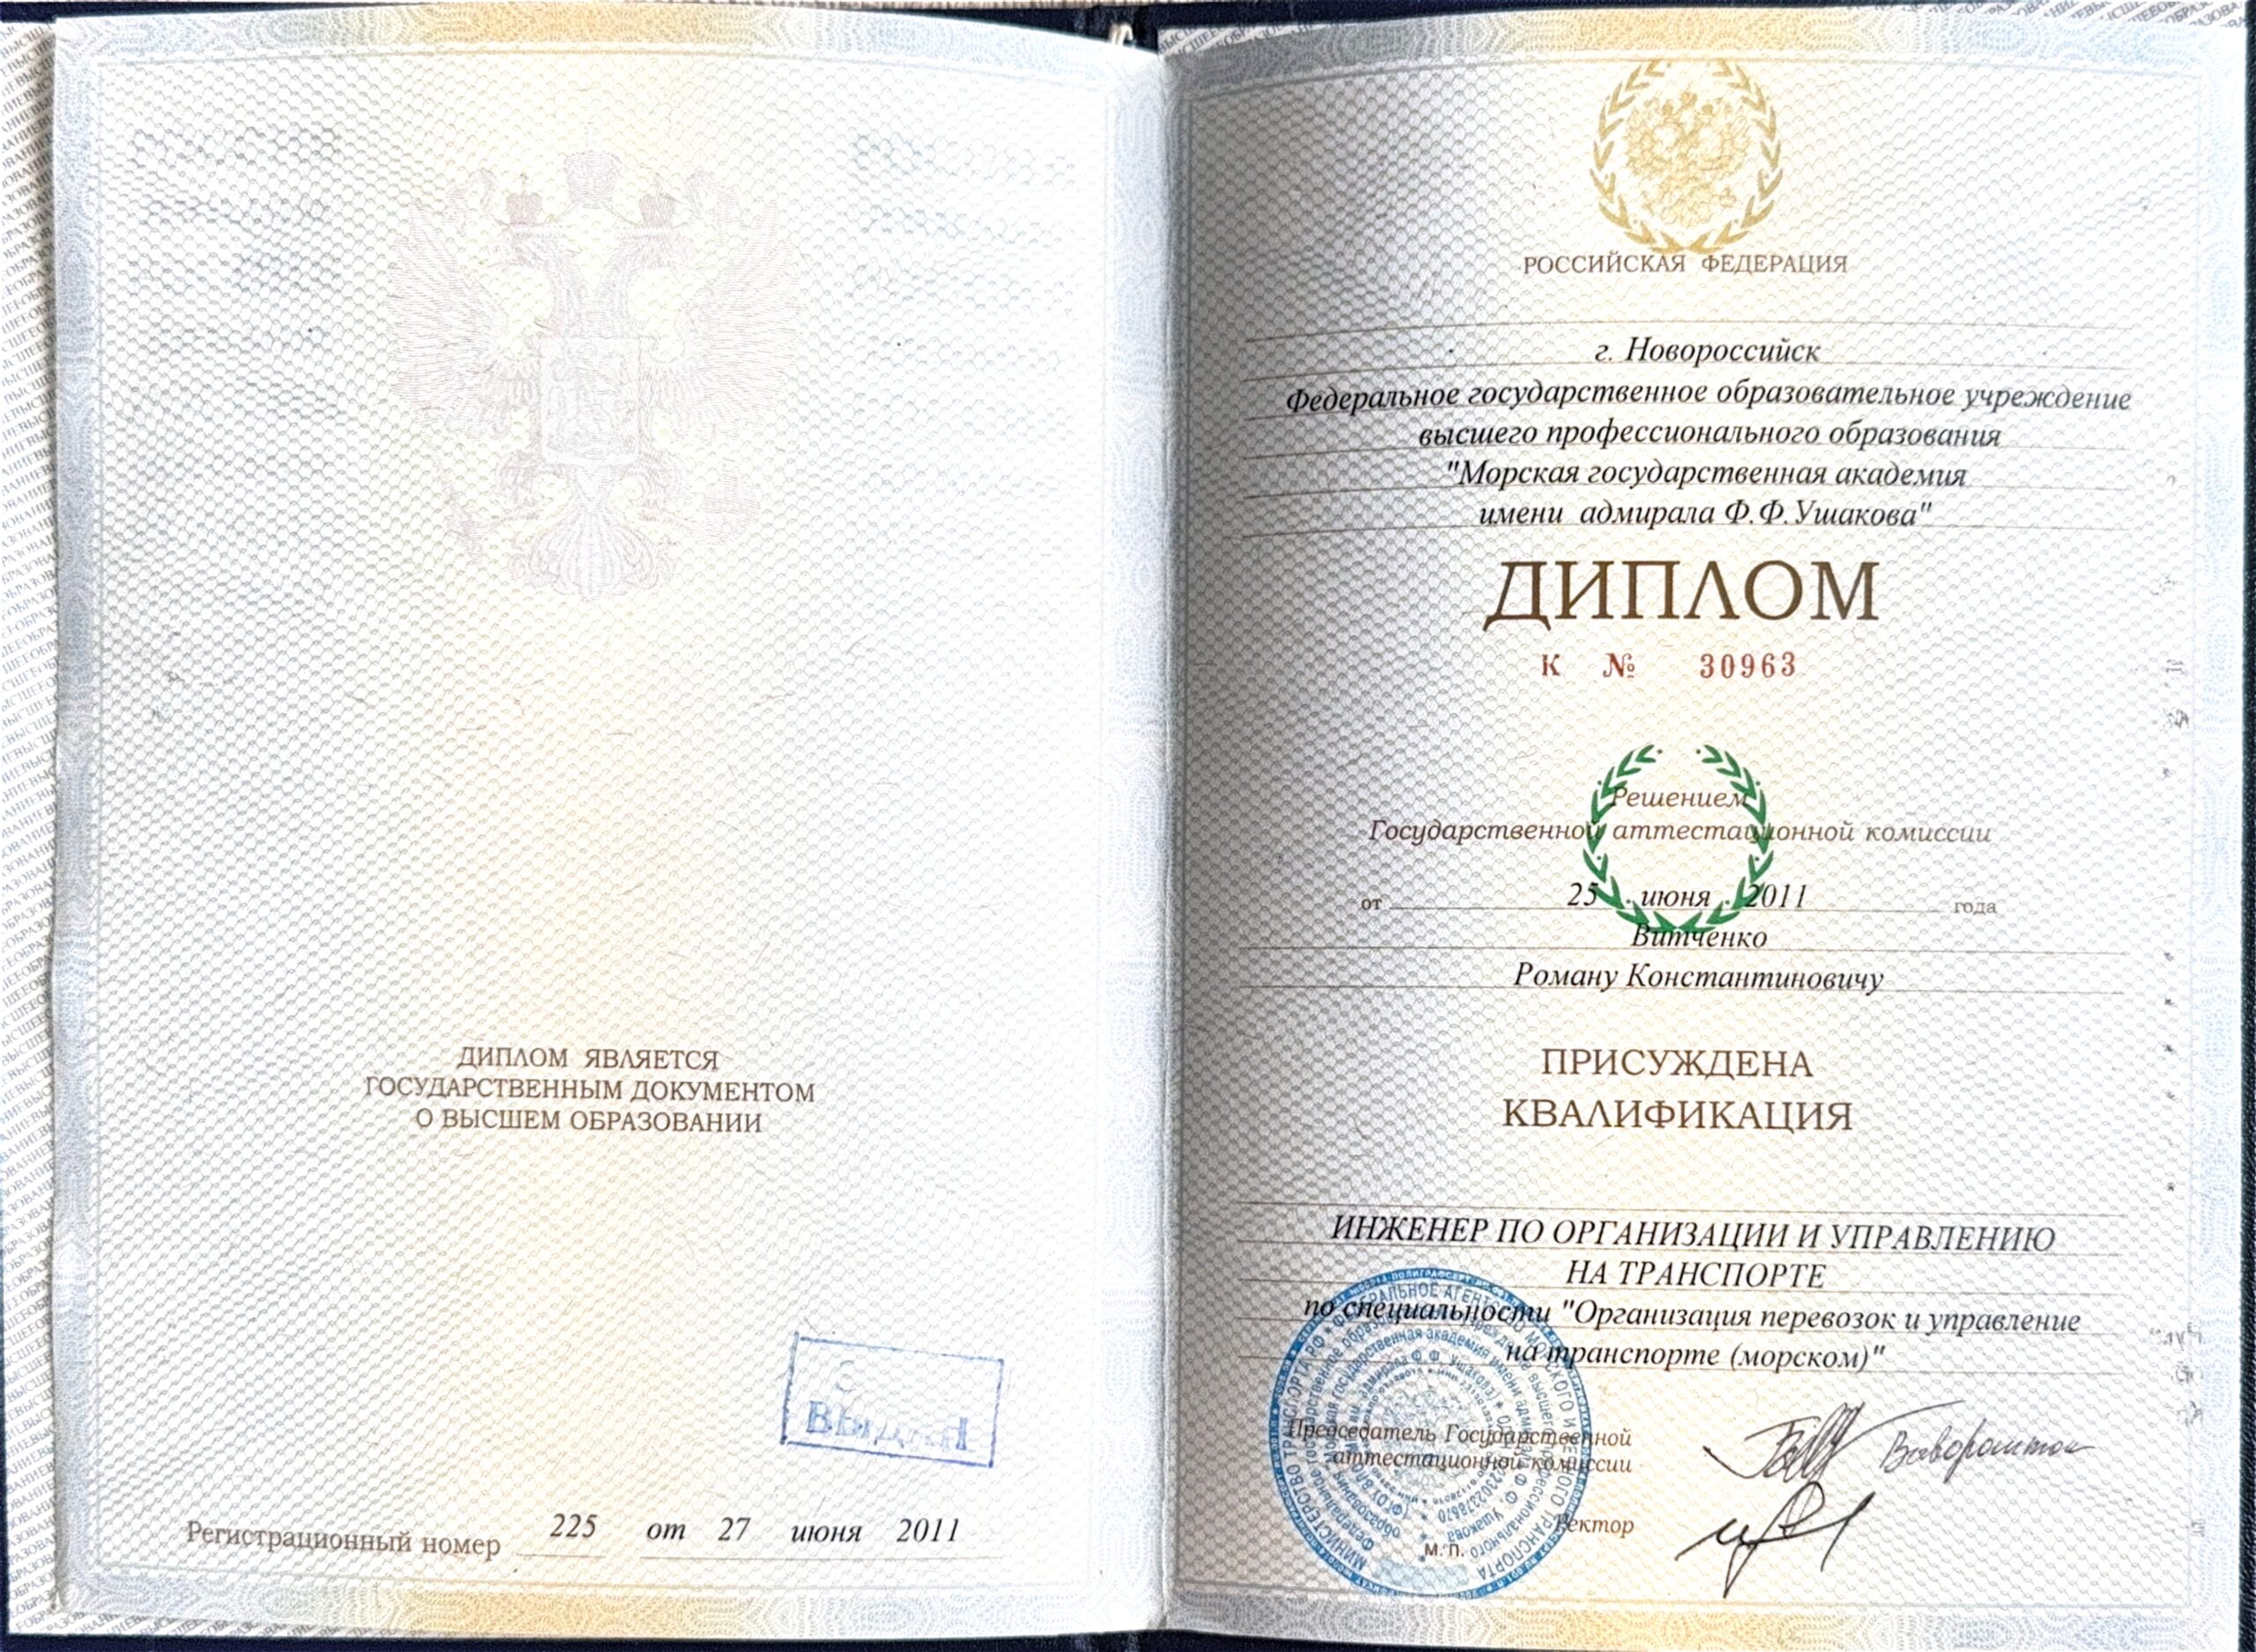 ДИПЛОМ ЯВЛЯЕТСЯ
ГОСУДАРСТВЕННЫМ ДОКУМЕНТОМ
О ВЫСШЕМ ОБРАЗОВАНИИ
ВЫДАН
Регистрационный номер 225 от 27 июня 2011
РОССИЙСКАЯ ФЕДЕРАЦИЯ
г. Новороссийск
Федеральное государственное образовательное учреждение
высшего профессионального образования
"Морская государственная академия
имени адмирала Ф.Ф.Ушакова"
ДИПЛОМ
К № 30963
Решением
Государственной аттестационной комиссии
от 25 июня 2011 года
Витченко
Роману Константиновичу
ПРИСУЖДЕНА
КВАЛИФИКАЦИЯ
ИНЖЕНЕР ПО ОРГАНИЗАЦИИ И УПРАВЛЕНИЮ
НА ТРАНСПОРТЕ
по специальности "Организация перевозок и управление
на транспорте (морском)"
Председатель Государственной
аттестационной комиссии
Ректор
М. П.